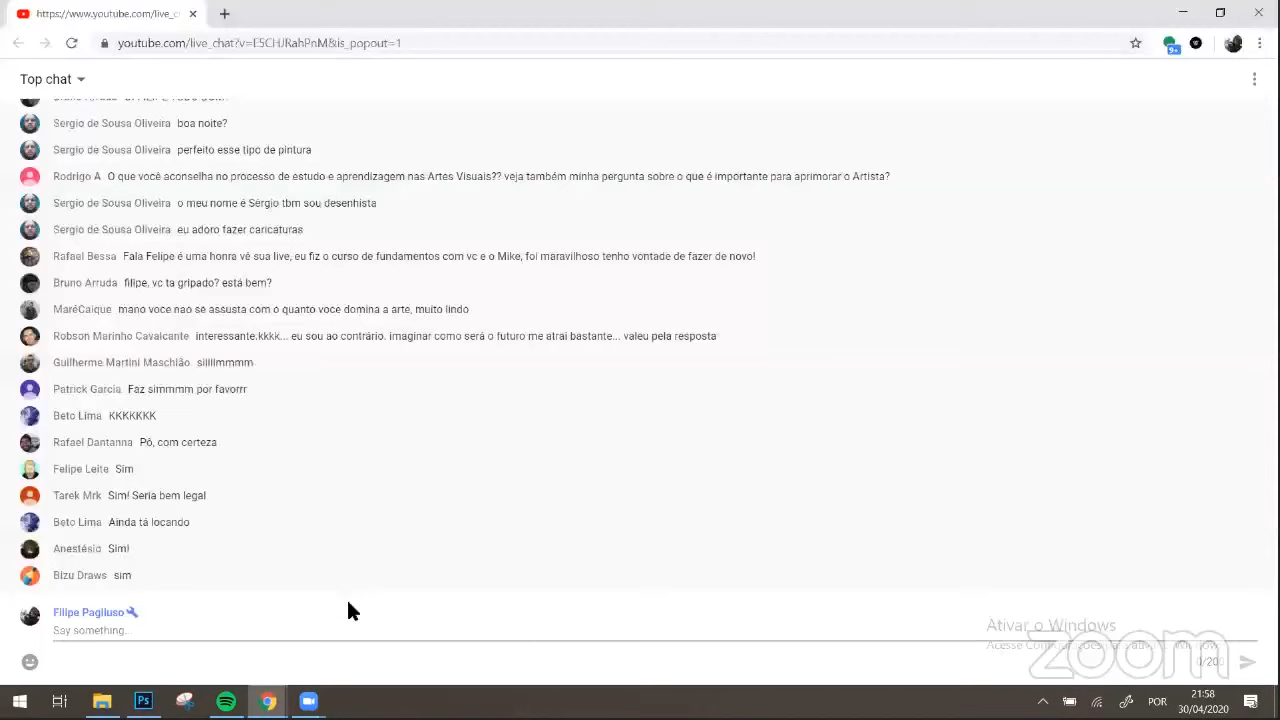 https://www.youtube.com/live_c
youtube.com/live_chat?v=E5CHJRahPnM&is_popout=1
9+
Top chat
Sergio de Sousa Oliveira boa noite?
Sergio de Sousa Oliveira perfeito esse tipo de pintura
Rodrigo A O que você aconselha no processo de estudo e aprendizagem nas Artes Visuais?? veja também minha pergunta sobre o que é importante para aprimorar o Artista?
Sergio de Sousa Oliveira o meu nome é Sérgio tbm sou desenhista
Sergio de Sousa Oliveira eu adoro fazer caricaturas
Rafael Bessa Fala Felipe é uma honra vê sua live, eu fiz o curso de fundamentos com vc e o Mike, foi maravilhoso tenho vontade de fazer de novo!
Bruno Arruda filipe, vc ta gripado? está bem?
MaréCaique mano voce nao se assusta com o quanto voce domina a arte, muito lindo
Robson Marinho Cavalcante interessante.kkkk... eu sou ao contrário. imaginar como será o futuro me atrai bastante... valeu pela resposta
Guilherme Martini Maschião siiiimmmm
Patrick Garcia Faz simmmm por favorrr
Beto Lima KKKKKKK
Rafael Dantanna Pô, com certeza
Felipe Leite Sim
Tarek Mrk Sim! Seria bem legal
Beto Lima Ainda tá locando
Anestésio Sim!
Bizu Draws sim
Filipe Pagliuso
Say something...
Ativar o Windows
zoom
0/200
Ps
POR
21:58
30/04/2020